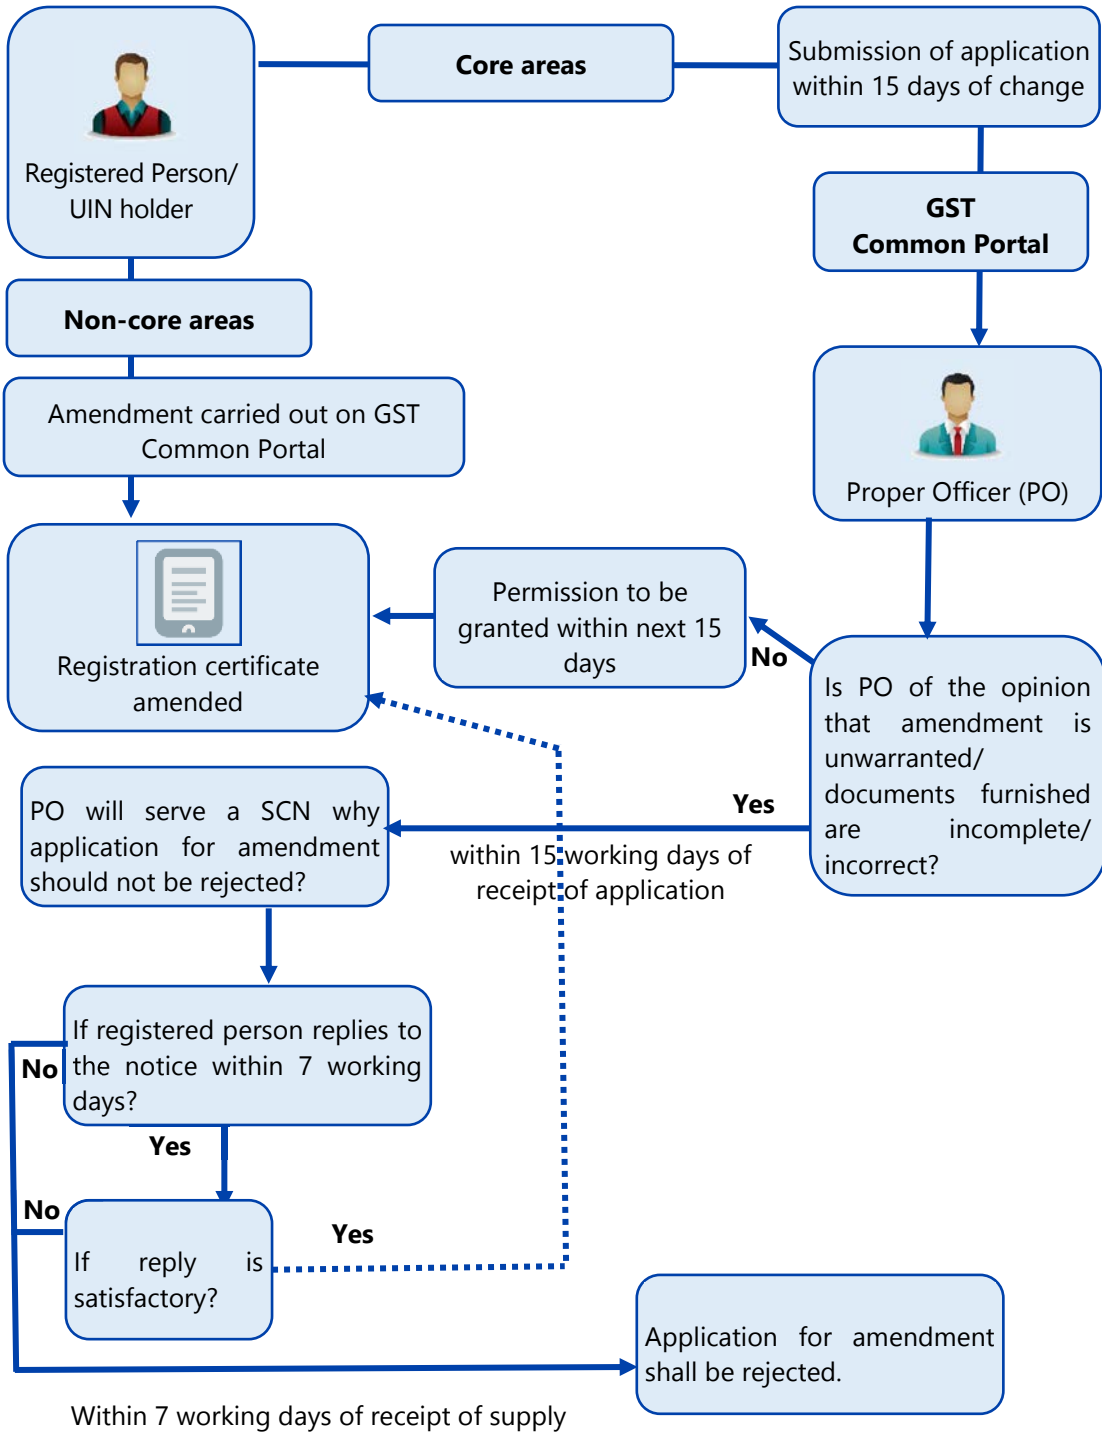 Registered Person/
UIN holder
Core areas
Submission of application
within 15 days of change
GST
Common Portal
Proper Officer (PO)
Non-core areas
Amendment carried out on GST
Common Portal
Registration certificate
amended
Permission to be
granted within next 15
days
No
Is PO of the opinion
that amendment is
unwarranted/
documents furnished
are incomplete/
incorrect?
Yes
within 15 working days of
receipt of application
PO will serve a SCN why
application for amendment
should not be rejected?
If registered person replies to
the notice within 7 working
days?
No
Yes
No
If reply is
satisfactory?
Yes
Application for amendment
shall be rejected.
Within 7 working days of receipt of supply